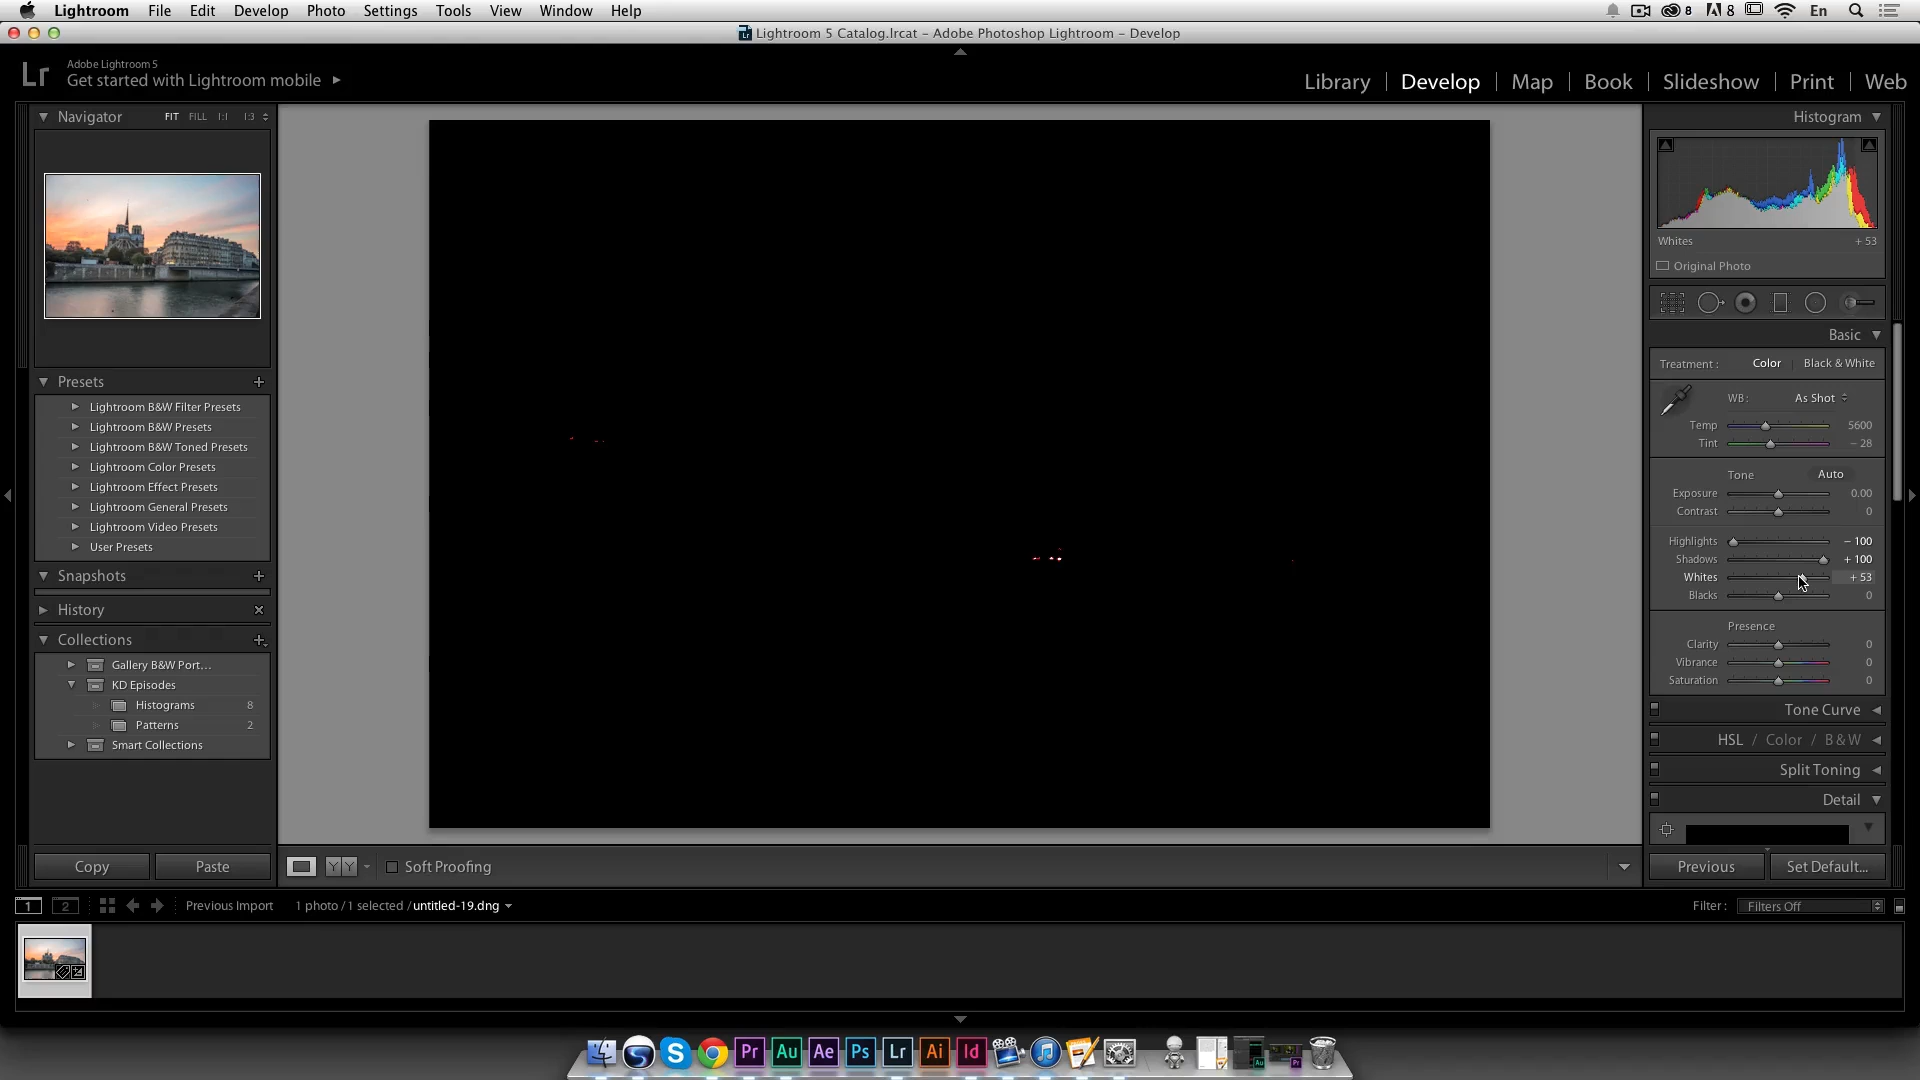 Lightroom File Edit Develop Photo Settings Tools View Window Help 8 8 En
Lightroom 5 Catalog.lrcat – Adobe Photoshop Lightroom – Develop
Lr
Adobe Lightroom 5
Get started with Lightroom mobile
Library | Develop | Map | Book | Slideshow | Print | Web
Navigator FIT FILL 1:1 1:3
Presets +
Lightroom B&W Filter Presets
Lightroom B&W Presets
Lightroom B&W Toned Presets
Lightroom Color Presets
Lightroom Effect Presets
Lightroom General Presets
Lightroom Video Presets
User Presets
Snapshots +
History ×
Collections +
Gallery B&W Port...
KD Episodes
Histograms 8
Patterns 2
Smart Collections
Copy Paste
Y Y Soft Proofing
Histogram
Whites + 53
Original Photo
Basic
Treatment : Color | Black & White
WB : As Shot
Temp 5600
Tint – 28
Tone Auto
Exposure 0.00
Contrast 0
Highlights – 100
Shadows + 100
Whites + 53
Blacks 0
Presence
Clarity 0
Vibrance 0
Saturation 0
Tone Curve
HSL / Color / B & W
Split Toning
Detail
Previous Set Default...
1 2 Previous Import 1 photo / 1 selected / untitled-19.dng Filter : Filters Off
Pr Au Ae Ps Lr Ai Id Au Pr